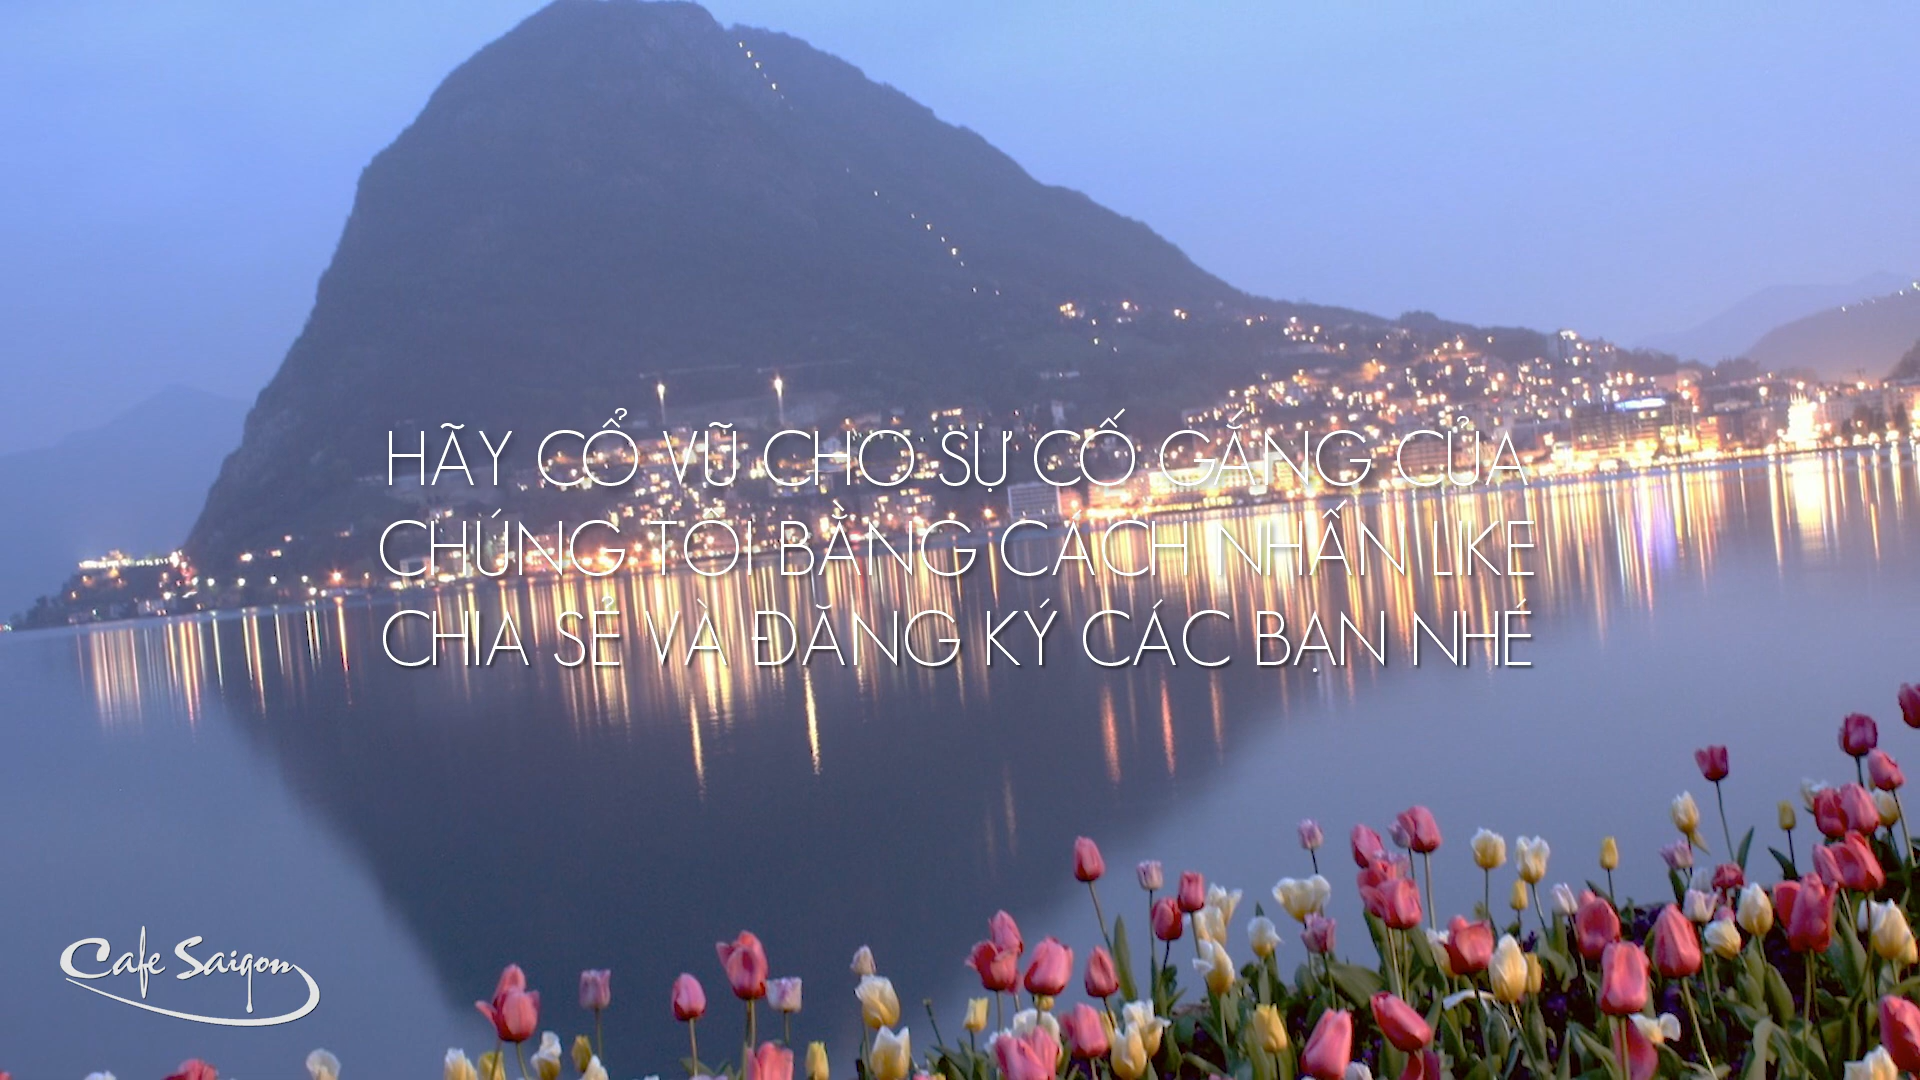 HÃY CỔ VŨ CHO SỰ CỐ GẮNG CỦA
CHÚNG TÔI BẰNG CÁCH NHẤN LIKE
CHIA SẺ VÀ ĐĂNG KÝ CÁC BẠN NHÉ
Cafe Saigon